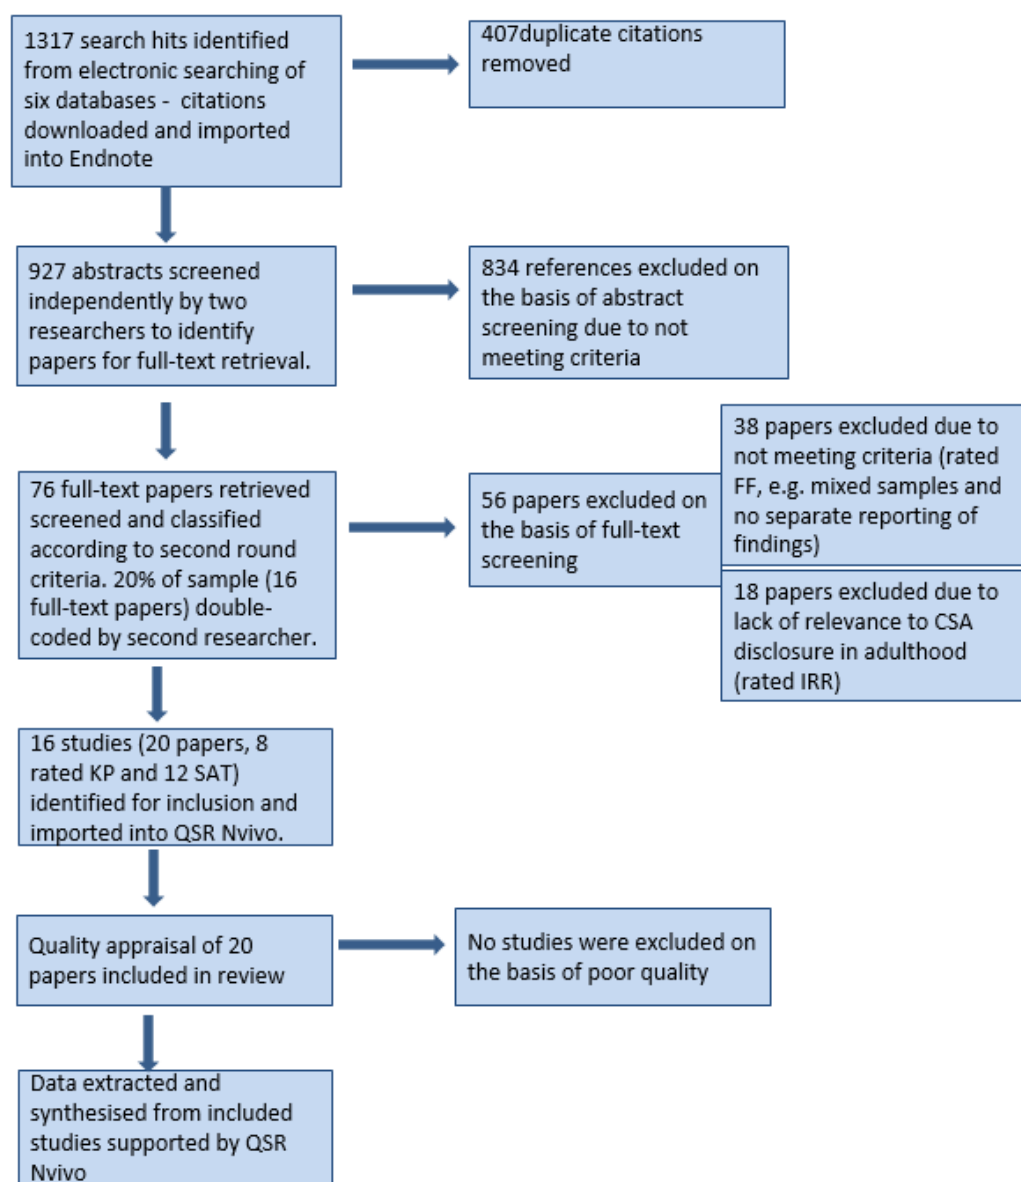 1317 search hits identified
from electronic searching of
six databases -  citations
downloaded and imported
into Endnote
407duplicate citations
removed
927 abstracts screened
independently by two
researchers to identify
papers for full-text retrieval.
834 references excluded on
the basis of abstract
screening due to not
meeting criteria
76 full-text papers retrieved
screened and classified
according to second round
criteria. 20% of sample (16
full-text papers) double-
coded by second researcher.
56 papers excluded on
the basis of full-text
screening
38 papers excluded due to
not meeting criteria (rated
FF, e.g. mixed samples and
no separate reporting of
findings)
18 papers excluded due to
lack of relevance to CSA
disclosure in adulthood
(rated IRR)
16 studies (20 papers, 8
rated KP and 12 SAT)
identified for inclusion and
imported into QSR Nvivo.
Quality appraisal of 20
papers included in review
No studies were excluded on
the basis of poor quality
Data extracted and
synthesised from included
studies supported by QSR
Nvivo